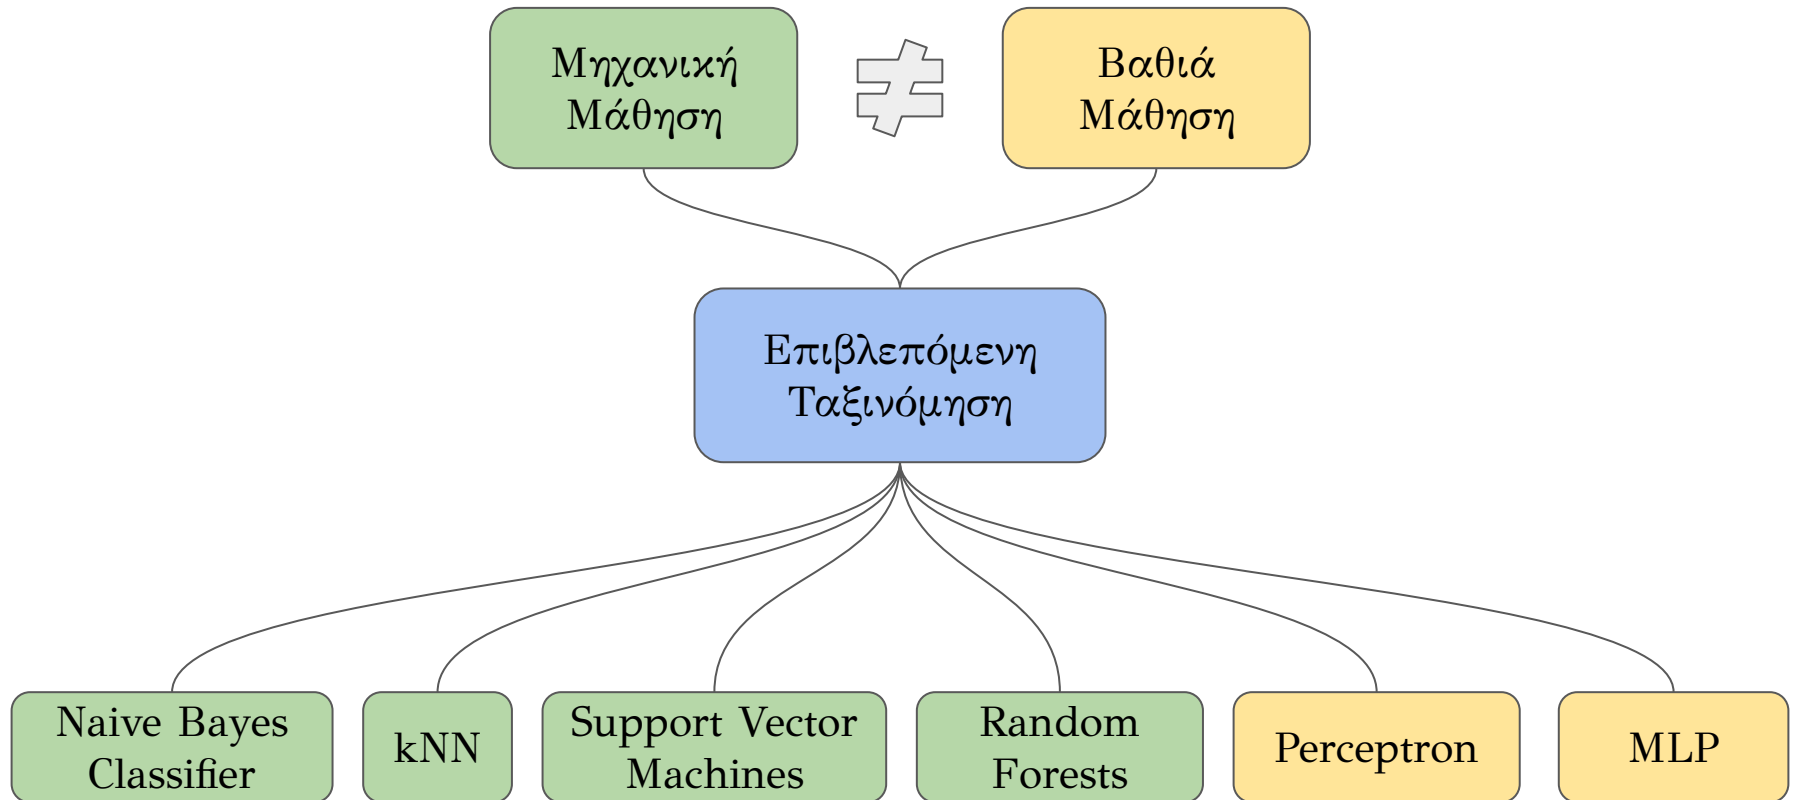 Μηχανική
Μάθηση
≠
Βαθιά
Μάθηση
Επιβλεπόμενη
Ταξινόμηση
Naive Bayes
Classifier
kNN
Support Vector
Machines
Random
Forests
Perceptron
MLP